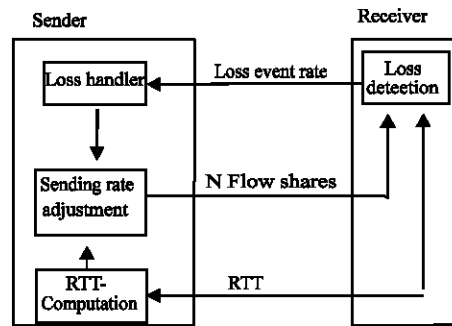 Sender
Receiver
Loss handler
Loss event rate
Loss
deteetion
Sending rate
adjustment
N Flow shares
RTT-
Computation
RTT